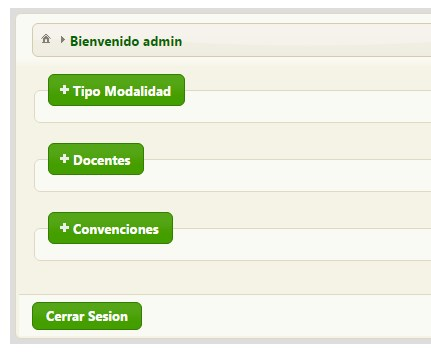 Bienvenido admin
Tipo Modalidad
Docentes
Convenciones
Cerrar Sesion